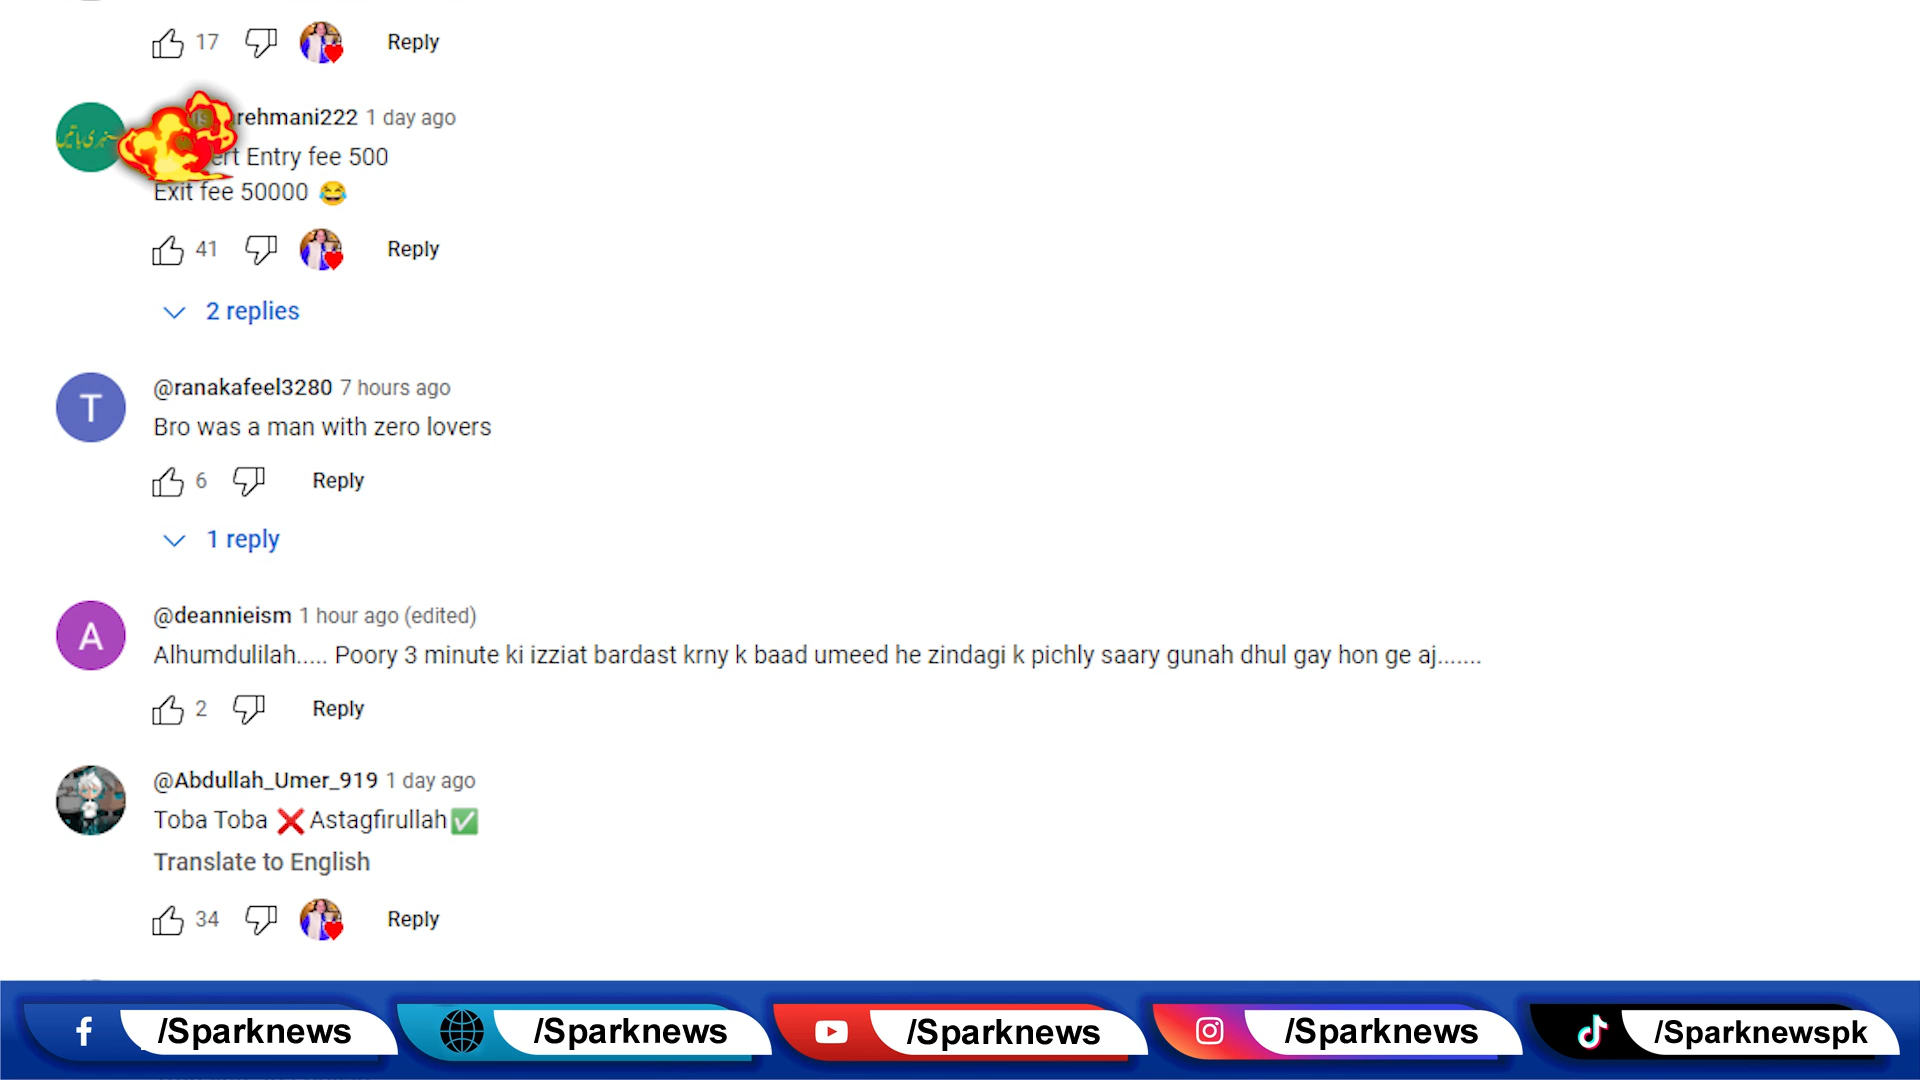 17 Reply
rehmani222 1 day ago
Entry fee 500
Exit fee 50000 😂
41 Reply
2 replies
T
@ranakafeel3280 7 hours ago
Bro was a man with zero lovers
6 Reply
1 reply
A
@deannieism 1 hour ago (edited)
Alhumdulilah..... Poory 3 minute ki izziat bardast krny k baad umeed he zindagi k pichly saary gunah dhul gay hon ge aj.......
2 Reply
@Abdullah_Umer_919 1 day ago
Toba Toba ❌ Astagfirullah ✅
Translate to English
34 Reply
/Sparknews /Sparknews /Sparknews /Sparknews /Sparknewspk